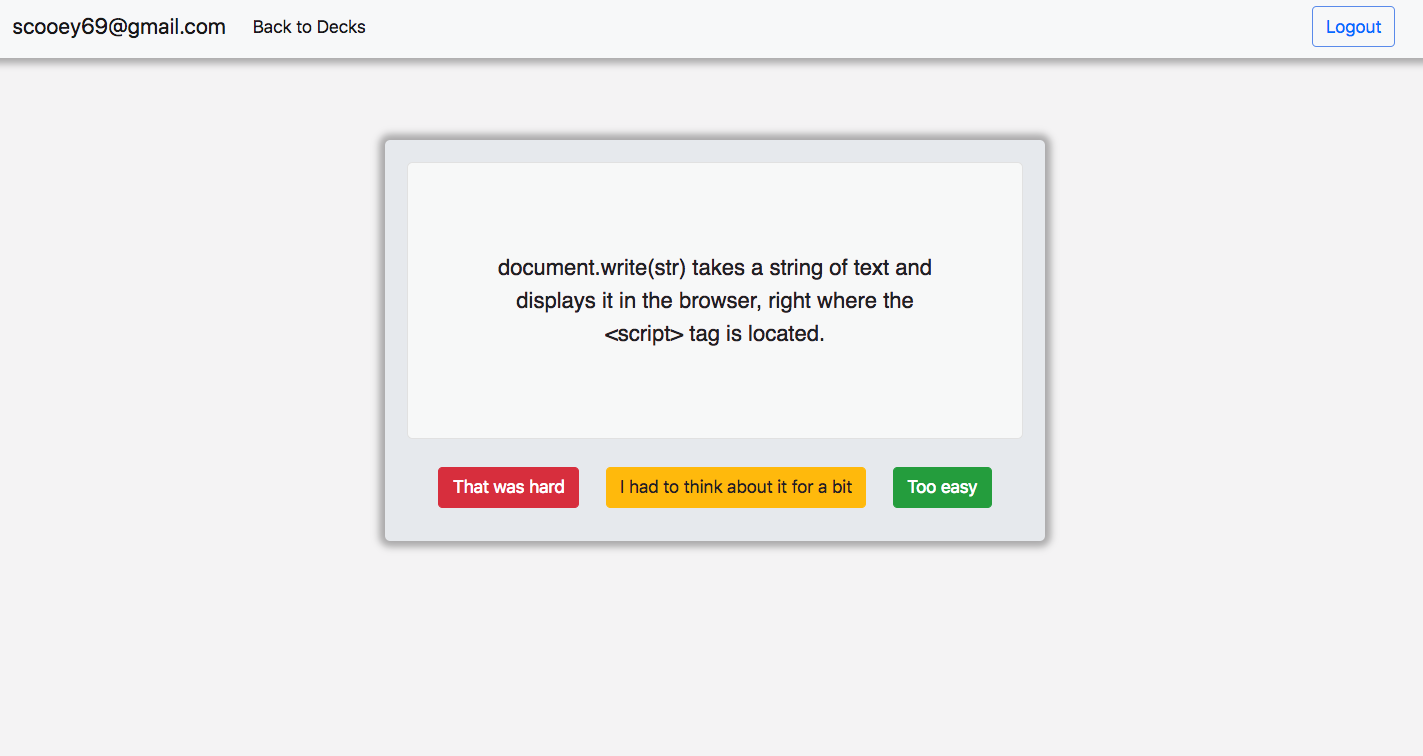 scooey69@gmail.com Back to Decks Logout
document.write(str) takes a string of text and
displays it in the browser, right where the
<script> tag is located.
That was hard I had to think about it for a bit Too easy